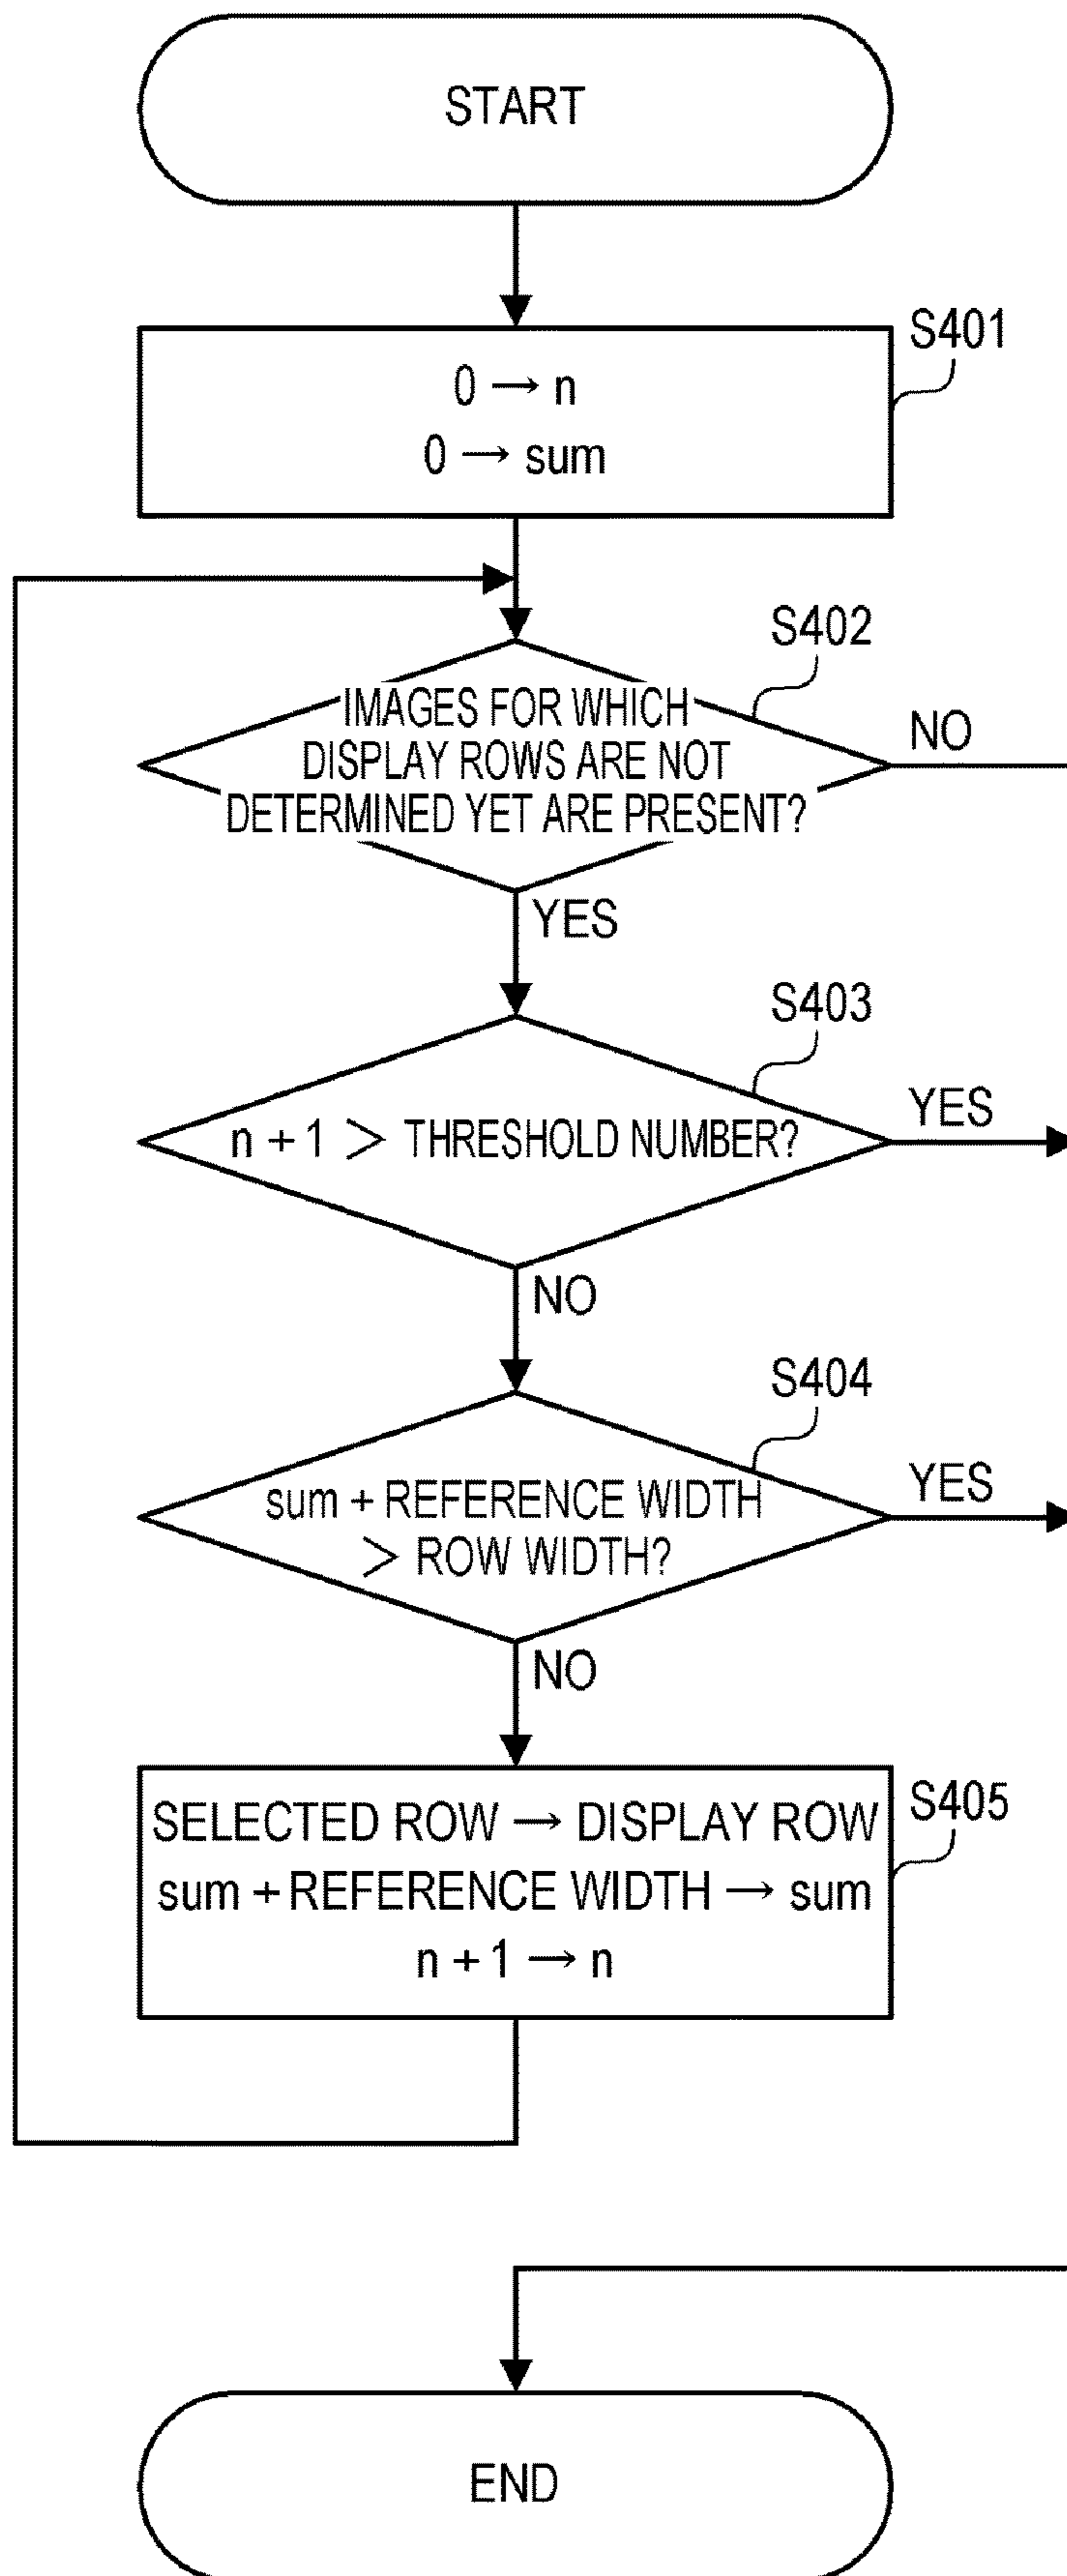 START
S401
0 → n
0 → sum
S402
IMAGES FOR WHICH
DISPLAY ROWS ARE NOT
DETERMINED YET ARE PRESENT?
NO
YES
S403
n + 1 > THRESHOLD NUMBER?
YES
NO
S404
sum + REFERENCE WIDTH
> ROW WIDTH?
YES
NO
S405
SELECTED ROW → DISPLAY ROW
sum + REFERENCE WIDTH → sum
n + 1 → n
END